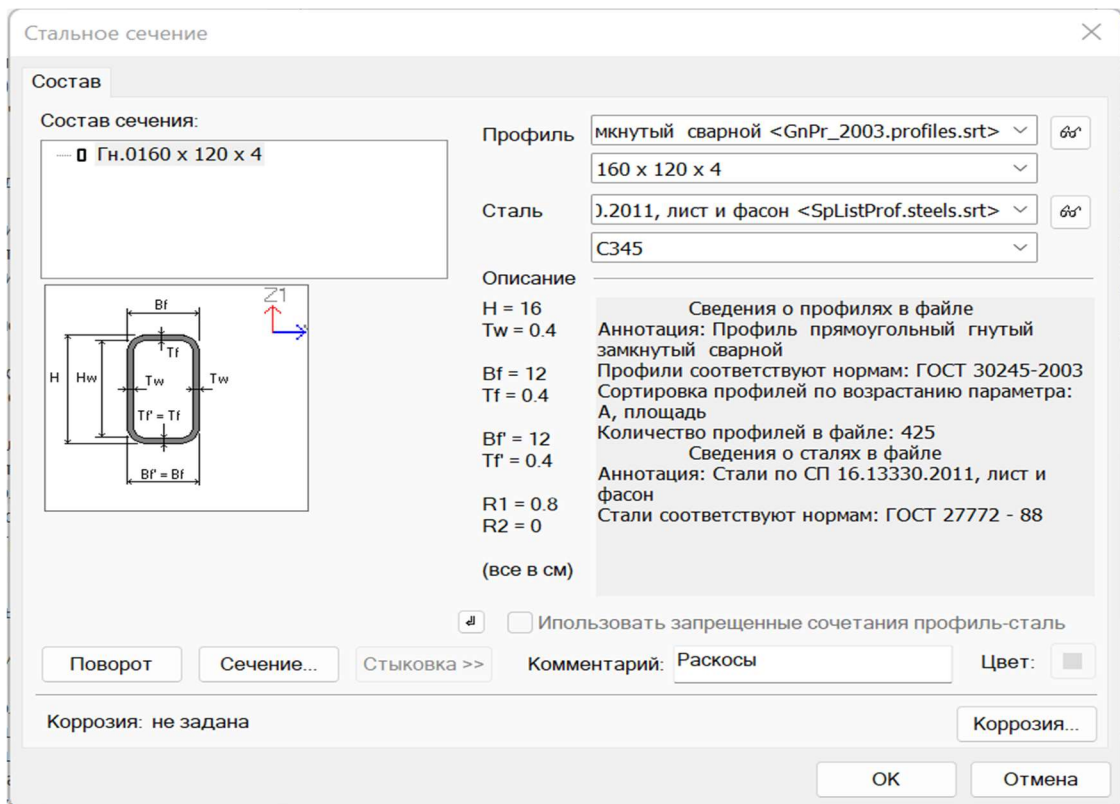 Стальное сечение
Состав
Состав сечения:
Гн.0160 x 120 x 4
Профиль
мкнутый сварной <GnPr_2003.profiles.srt>
160 x 120 x 4
Сталь
).2011, лист и фасон <SpListProf.steels.srt>
C345
Описание
Z1
Bf
Tf
H
Hw
Tw
Tw
Tf' = Tf
Bf' = Bf
H = 16
Tw = 0.4
Bf = 12
Tf = 0.4
Bf' = 12
Tf' = 0.4
R1 = 0.8
R2 = 0
(все в см)
Сведения о профилях в файле
Аннотация: Профиль прямоугольный гнутый
замкнутый сварной
Профили соответствуют нормам: ГОСТ 30245-2003
Сортировка профилей по возрастанию параметра:
А, площадь
Количество профилей в файле: 425
Сведения о сталях в файле
Аннотация: Стали по СП 16.13330.2011, лист и
фасон
Стали соответствуют нормам: ГОСТ 27772 - 88
Ипользовать запрещенные сочетания профиль-сталь
Поворот
Сечение...
Стыковка >>
Комментарий:
Раскосы
Цвет:
Коррозия: не задана
Коррозия...
ОК
Отмена